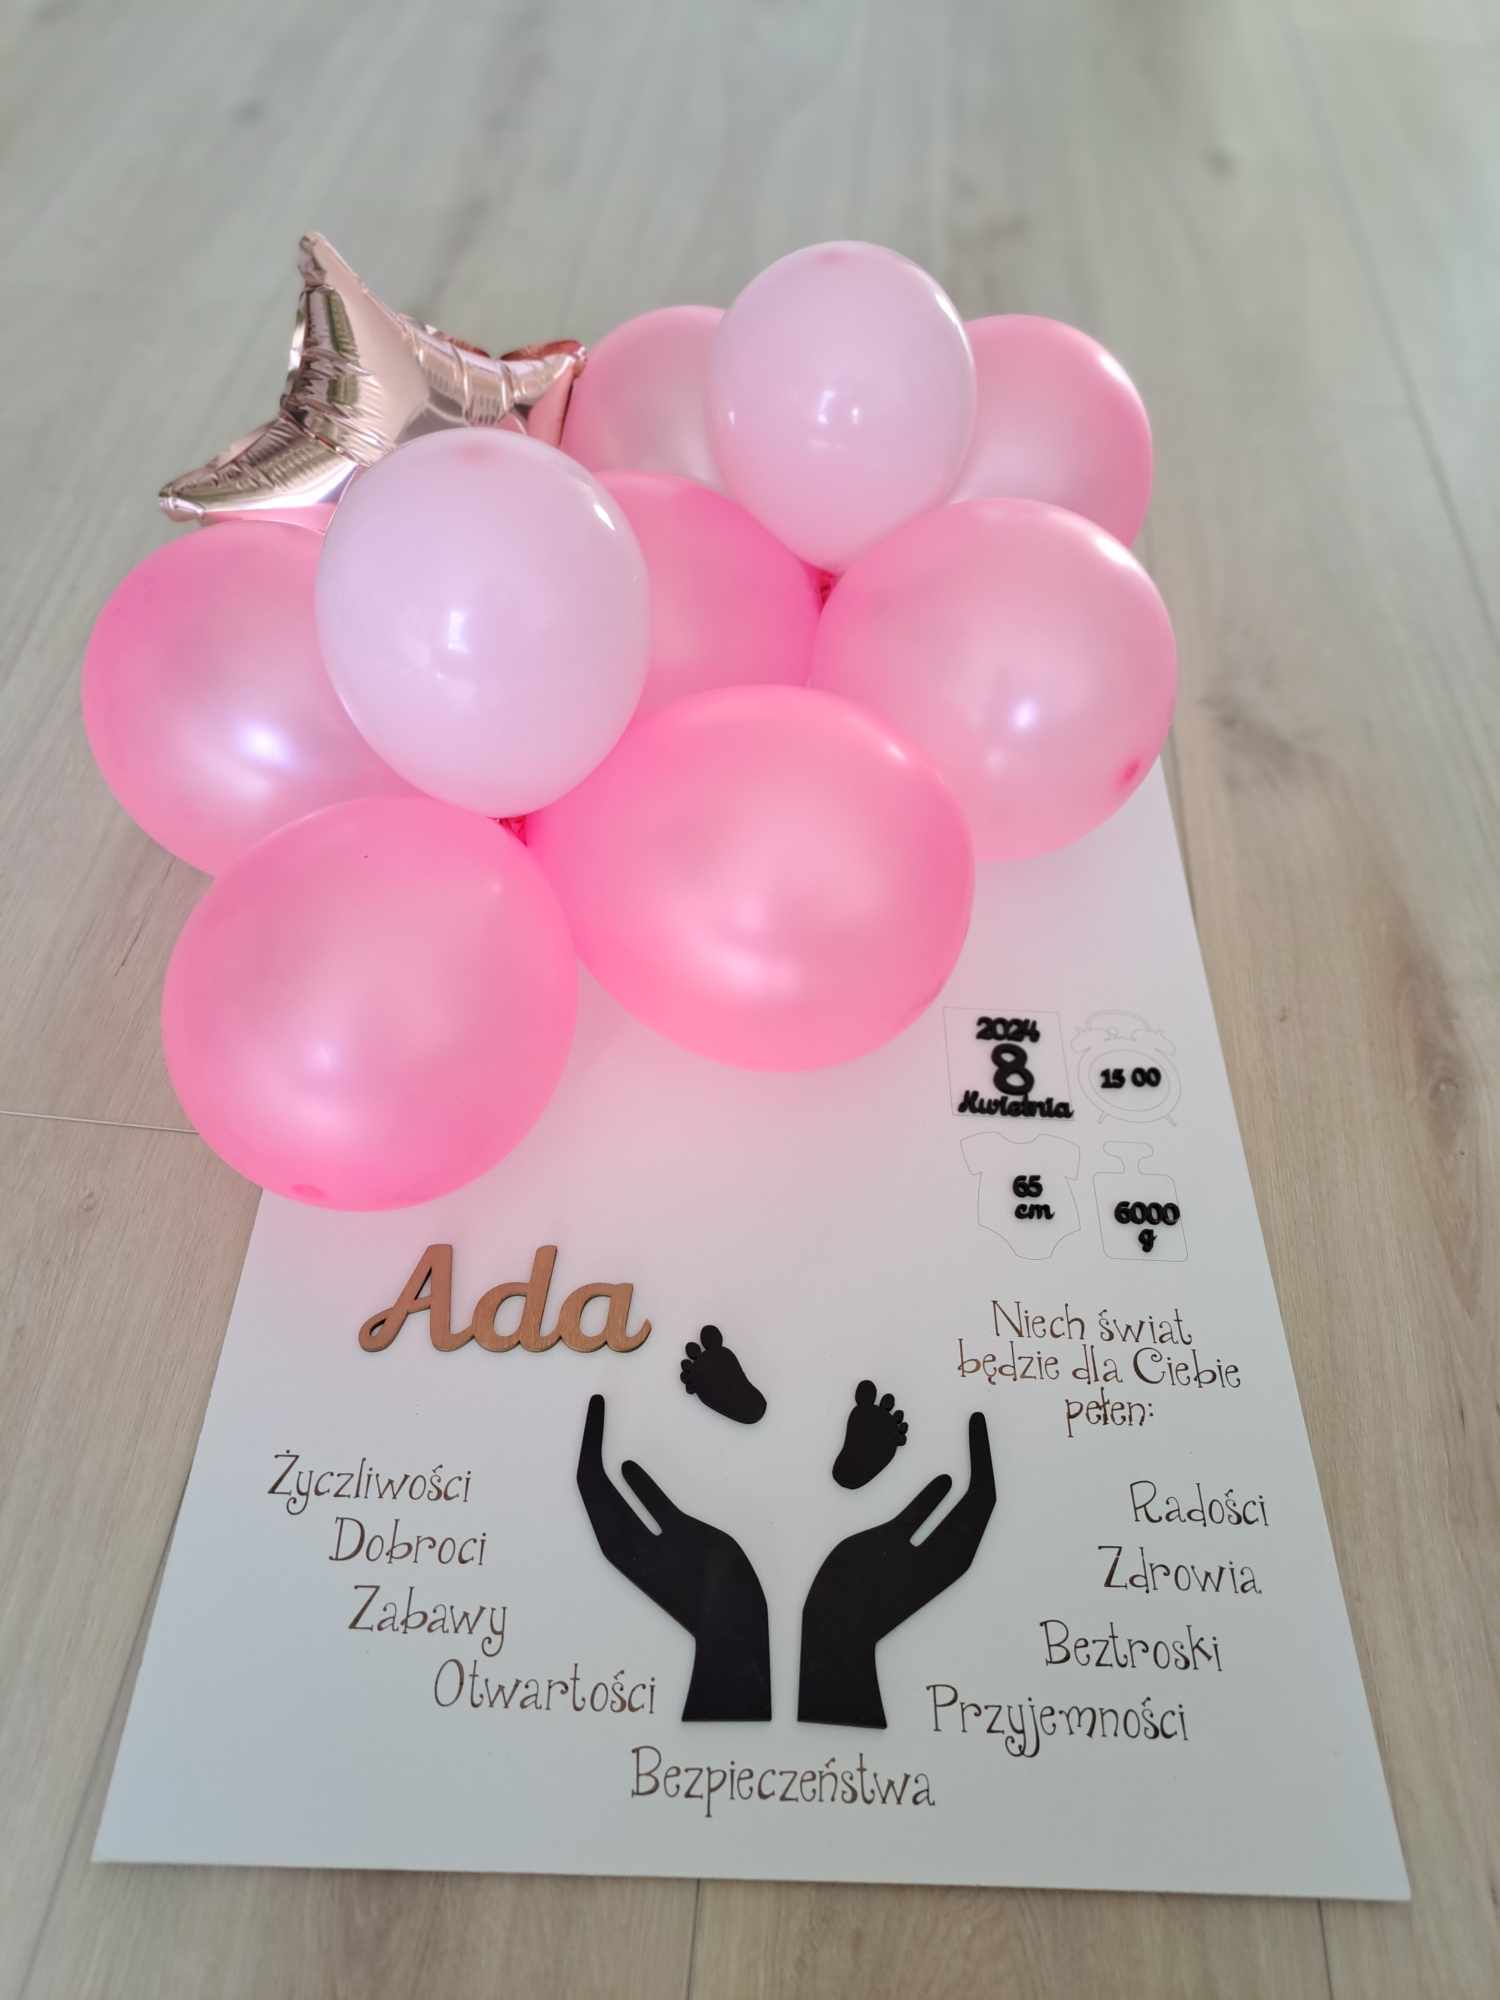 2024
8
Kwietnia
15 00
65
cm
6000
g
Ada
Niech świat
będzie dla Ciebie
pełen:
Życzliwości
Dobroci
Zabawy
Otwartości
Bezpieczeństwa
Radości
Zdrowia
Beztroski
Przyjemności